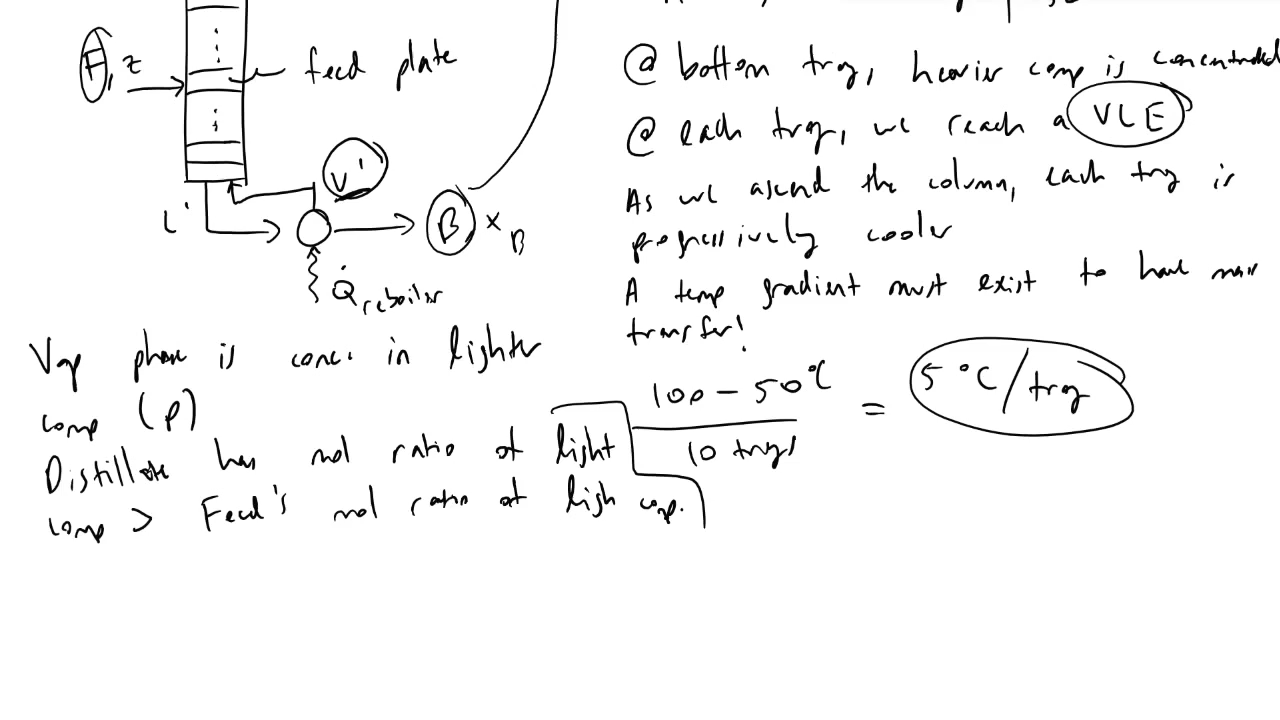 F, z
feed plate
V'
L'
B x_B
Q̇ reboiler
@ bottom tray, heavier comp is concentrated
@ each tray, we reach a VLE
As we ascend the column, each tray is
progressively cooler
A temp gradient must exist to have mass
transfer!
Vap phase is conc. in lighter
comp (D)
Distillate has mol ratio of light
comp > Feed's mol ratio of ligh comp.
100 - 50°C
10 trays
= 5 °C/tray